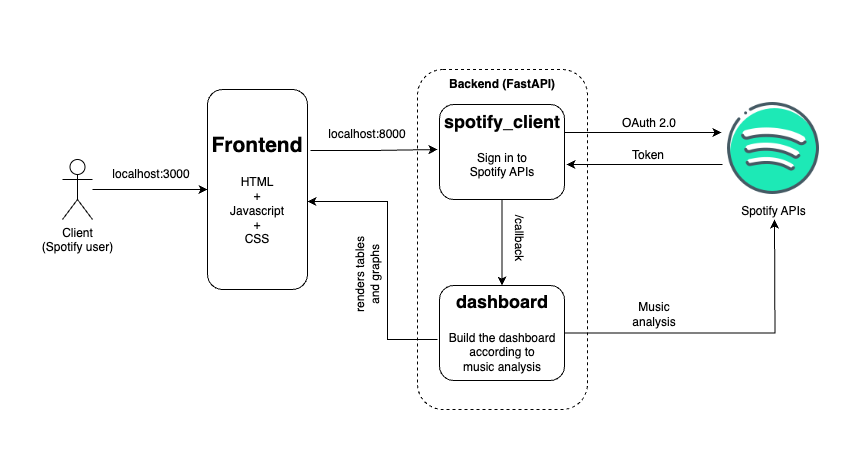 Backend (FastAPI)
Frontend
HTML
+
Javascript
+
CSS
localhost:3000
Client
(Spotify user)
localhost:8000
spotify_client
Sign in to
Spotify APIs
OAuth 2.0
Token
Spotify APIs
/callback
renders tables
and graphs
dashboard
Build the dashboard
according to
music analysis
Music
analysis